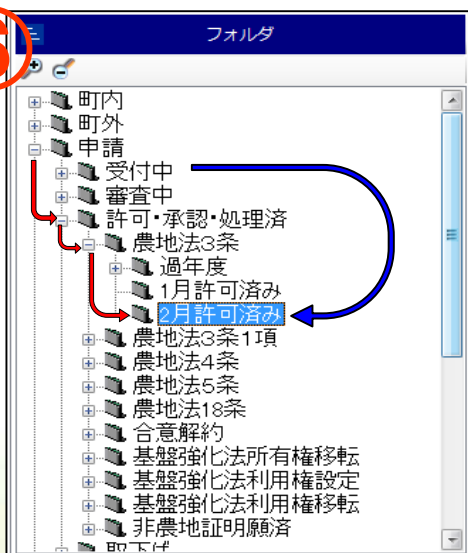 フォルダ
町内
町外
申請
受付中
審査中
許可・承認・処理済
農地法3条
過年度
1月許可済み
2月許可済み
農地法3条1項
農地法4条
農地法5条
農地法18条
合意解約
基盤強化法所有権移転
基盤強化法利用権設定
基盤強化法利用権移転
非農地証明願済
取下げ